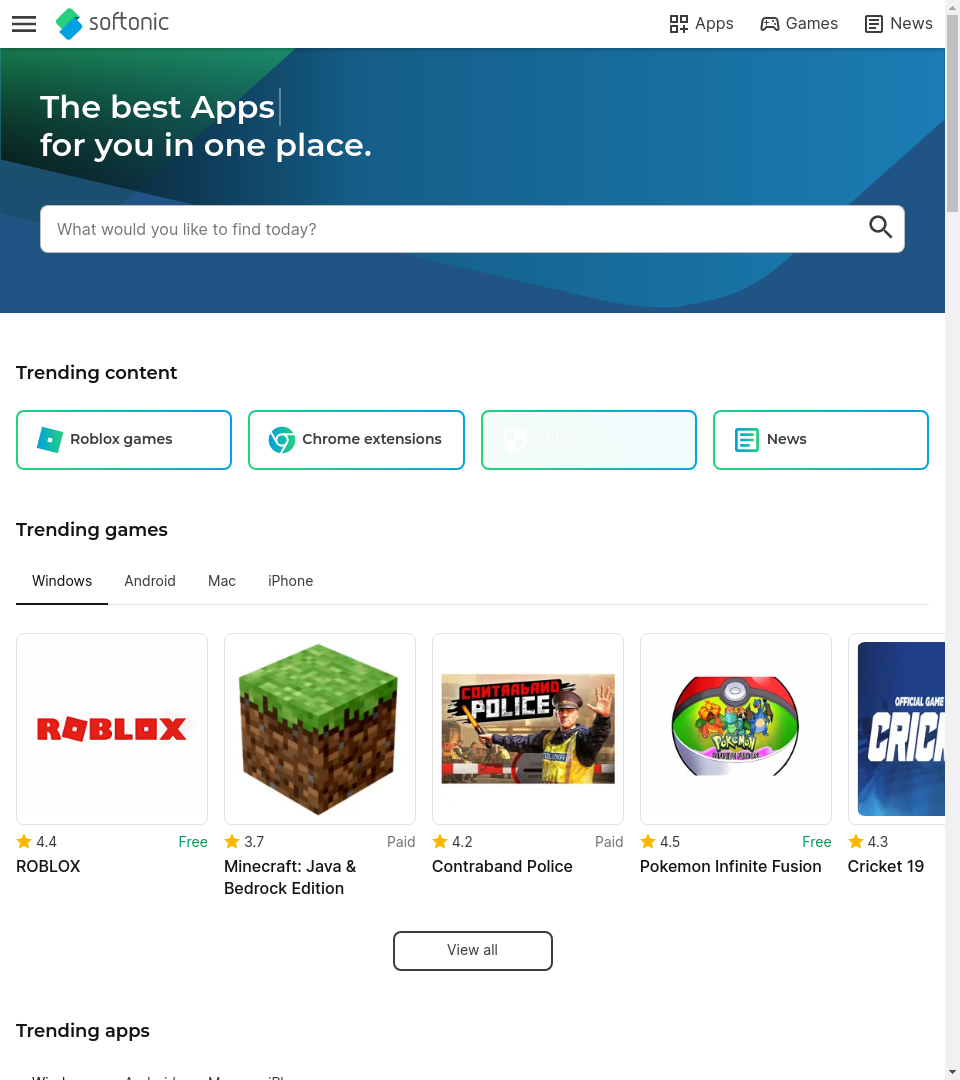 softonic
Apps
Games
News
The best Apps
for you in one place.
What would you like to find today?
Trending content
Roblox games
Chrome extensions
News
Trending games
Windows
Android
Mac
iPhone
ROBLOX
CONTRABAND
POLICE
POKéMON
OFFICIAL GAME
4.4
Free
3.7
Paid
4.2
Paid
4.5
Free
4.3
ROBLOX
Minecraft: Java &
Bedrock Edition
Contraband Police
Pokemon Infinite Fusion
Cricket 19
View all
Trending apps